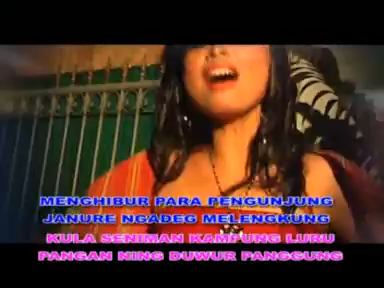 MENGHIBUR PARA PENGUNJUNG
JANURE NGADEG MELENGKUNG
KULA SENIMAN KAMPUNG LURU
PANGAN NING DUWUR PANGGUNG